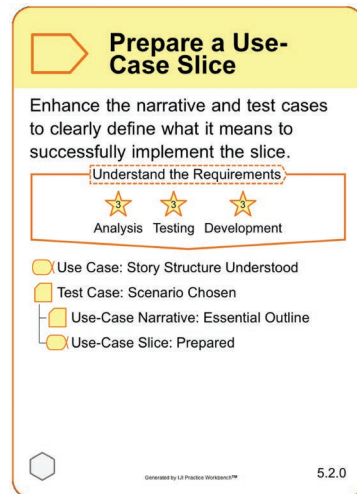 Prepare a Use-
Case Slice
Enhance the narrative and test cases
to clearly define what it means to
successfully implement the slice.
Understand the Requirements
3 3 3
Analysis Testing Development
Use Case: Story Structure Understood
Test Case: Scenario Chosen
Use-Case Narrative: Essential Outline
Use-Case Slice: Prepared
Generated by IJI Practice Workbench™
5.2.0